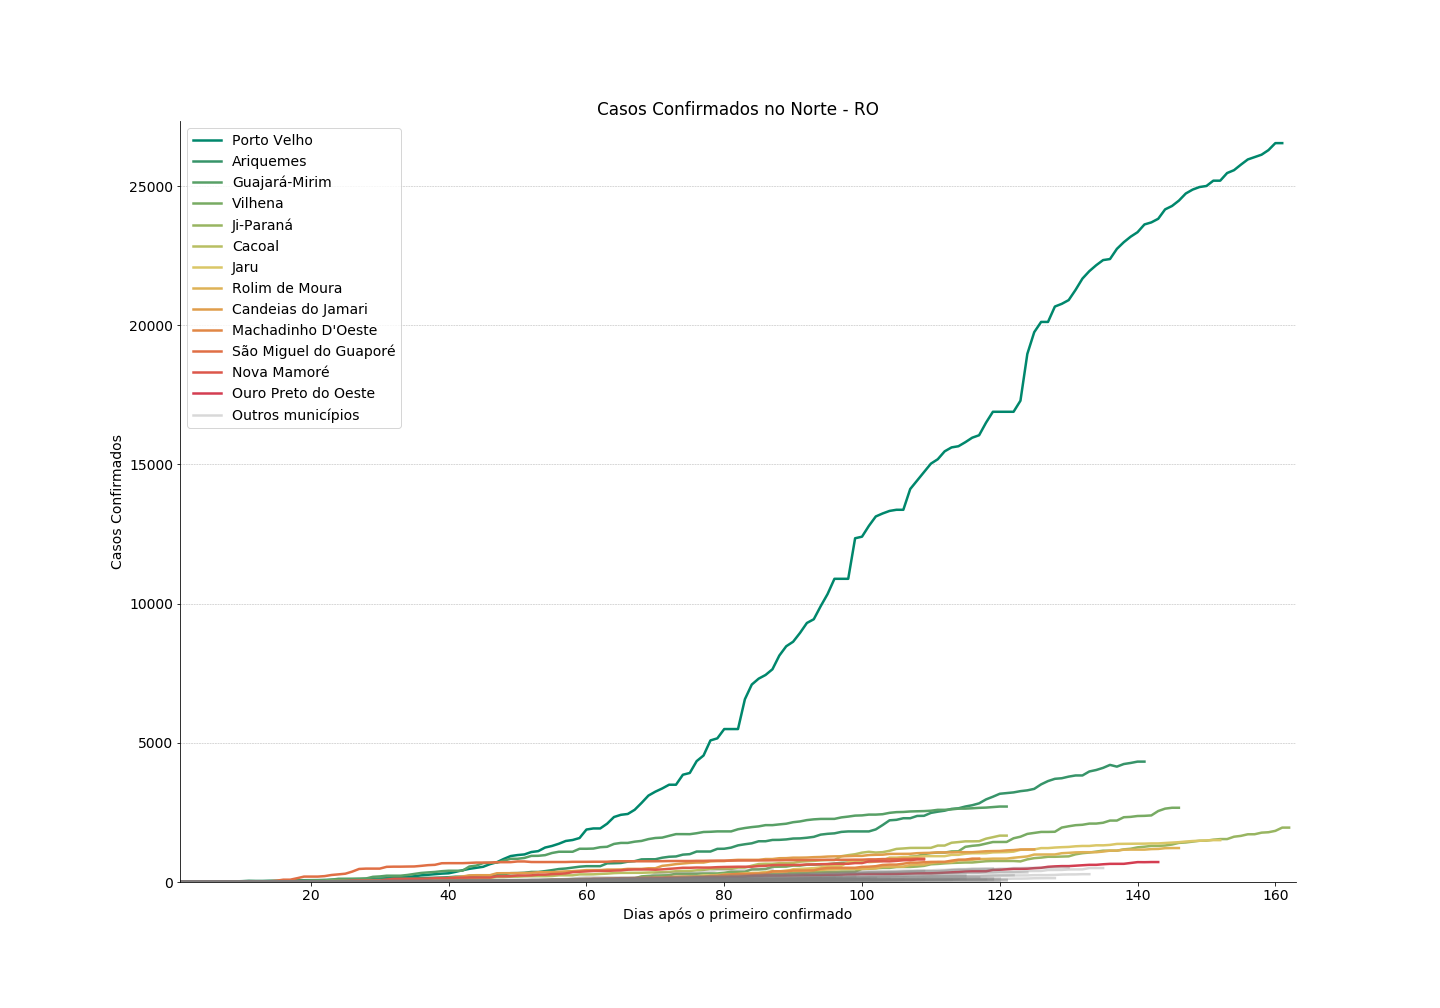 Casos Confirmados no Norte - RO
Porto Velho
Ariquemes
Guajará-Mirim
Vilhena
Ji-Paraná
Cacoal
Jaru
Rolim de Moura
Candeias do Jamari
Machadinho D'Oeste
São Miguel do Guaporé
Nova Mamoré
Ouro Preto do Oeste
Outros municípios
25000
20000
15000
10000
5000
0
Casos Confirmados
20 40 60 80 100 120 140 160
Dias após o primeiro confirmado